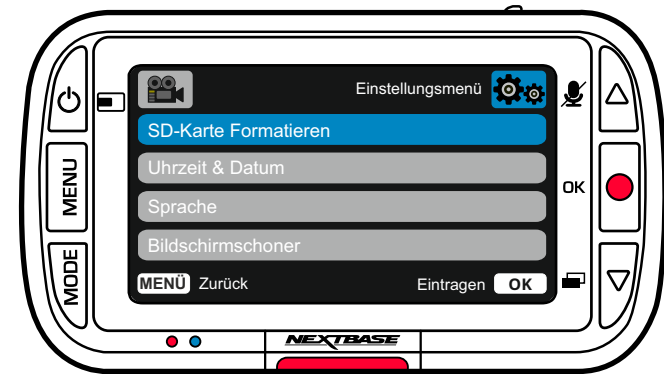 Einstellungsmenü
SD-Karte Formatieren
Uhrzeit & Datum
Sprache
Bildschirmschoner
MENÜ Zurück
Eintragen OK
MENU
MODE
OK
NEXTBASE